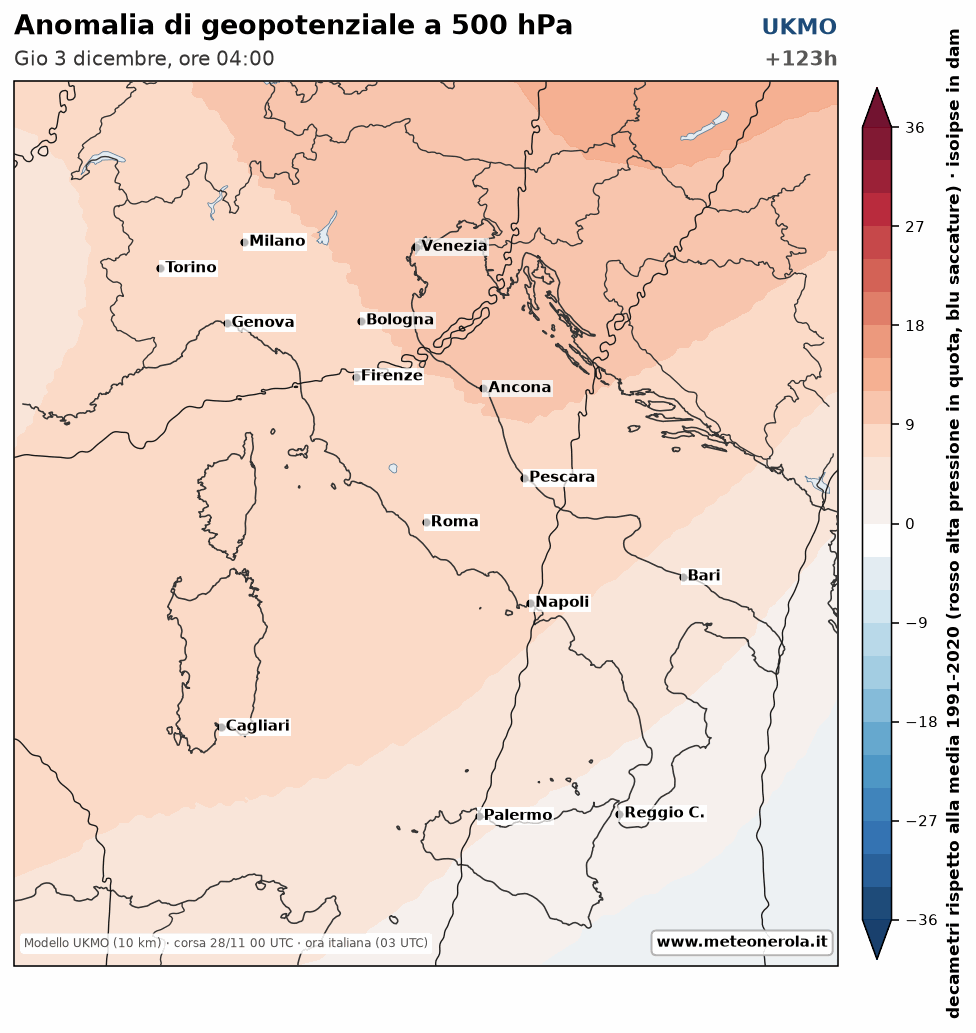 Anomalia di geopotenziale a 500 hPa
UKMO
Gio 3 dicembre, ore 04:00
+123h
Milano
Venezia
Torino
Genova
Bologna
Firenze
Ancona
Pescara
Roma
Bari
Napoli
Cagliari
Palermo
Reggio C.
Modello UKMO (10 km) · corsa 28/11 00 UTC · ora italiana (03 UTC)
www.meteonerola.it
36
27
18
9
0
−9
−18
−27
−36
decametri rispetto alla media 1991-2020 (rosso alta pressione in quota, blu saccature) · isoipse in dam